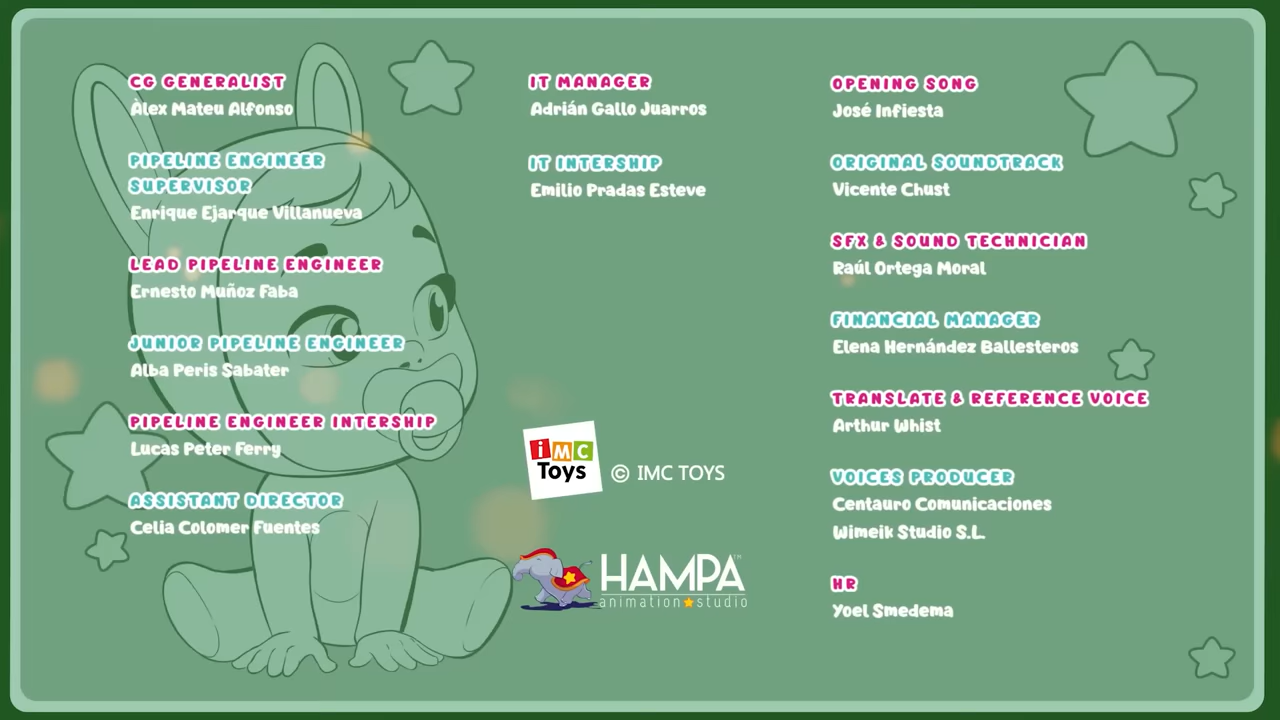 CG GENERALIST
Àlex Mateu Alfonso
PIPELINE ENGINEER
SUPERVISOR
Enrique Ejarque Villanueva
LEAD PIPELINE ENGINEER
Ernesto Muñoz Faba
JUNIOR PIPELINE ENGINEER
Alba Peris Sabater
PIPELINE ENGINEER INTERSHIP
Lucas Peter Ferry
ASSISTANT DIRECTOR
Celia Colomer Fuentes
IT MANAGER
Adrián Gallo Juarros
IT INTERSHIP
Emilio Pradas Esteve
iMC
Toys
© IMC TOYS
HAMPA™
animation studio
OPENING SONG
José Infiesta
ORIGINAL SOUNDTRACK
Vicente Chust
SFX & SOUND TECHNICIAN
Raúl Ortega Moral
FINANCIAL MANAGER
Elena Hernández Ballesteros
TRANSLATE & REFERENCE VOICE
Arthur Whist
VOICES PRODUCER
Centauro Comunicaciones
Wimeik Studio S.L.
HR
Yoel Smedema